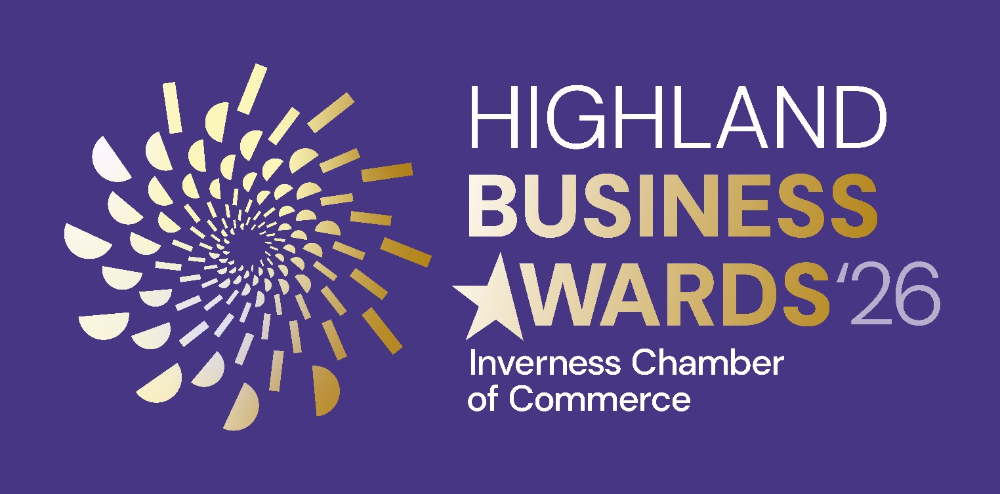 HIGHLAND
BUSINESS
AWARDS ‘26
Inverness Chamber
of Commerce